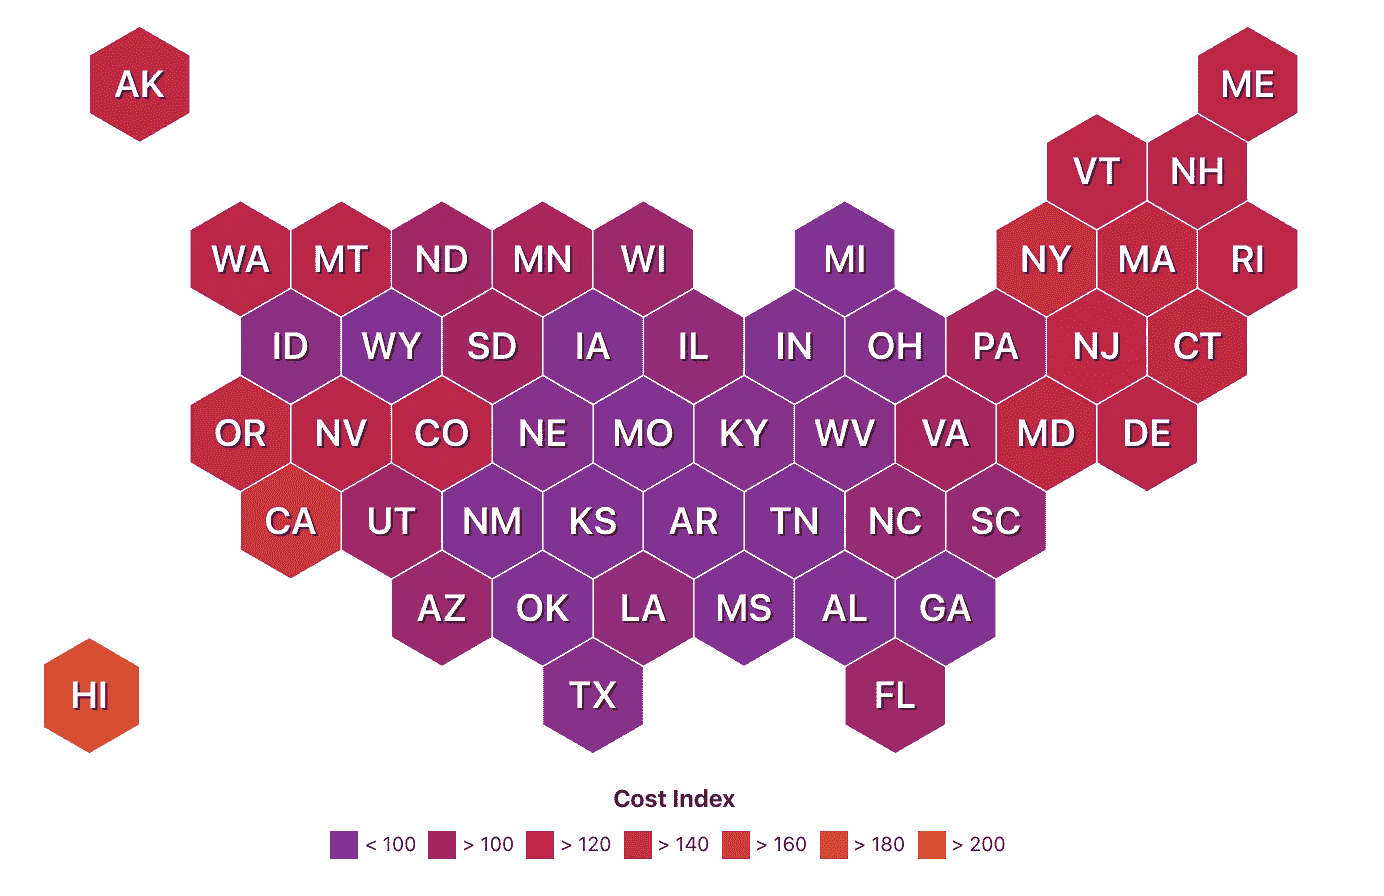 AK ME
VT NH
WA MT ND MN WI MI NY MA RI
ID WY SD IA IL IN OH PA NJ CT
OR NV CO NE MO KY WV VA MD DE
CA UT NM KS AR TN NC SC
AZ OK LA MS AL GA
HI TX FL
Cost Index
< 100 > 100 > 120 > 140 > 160 > 180 > 200